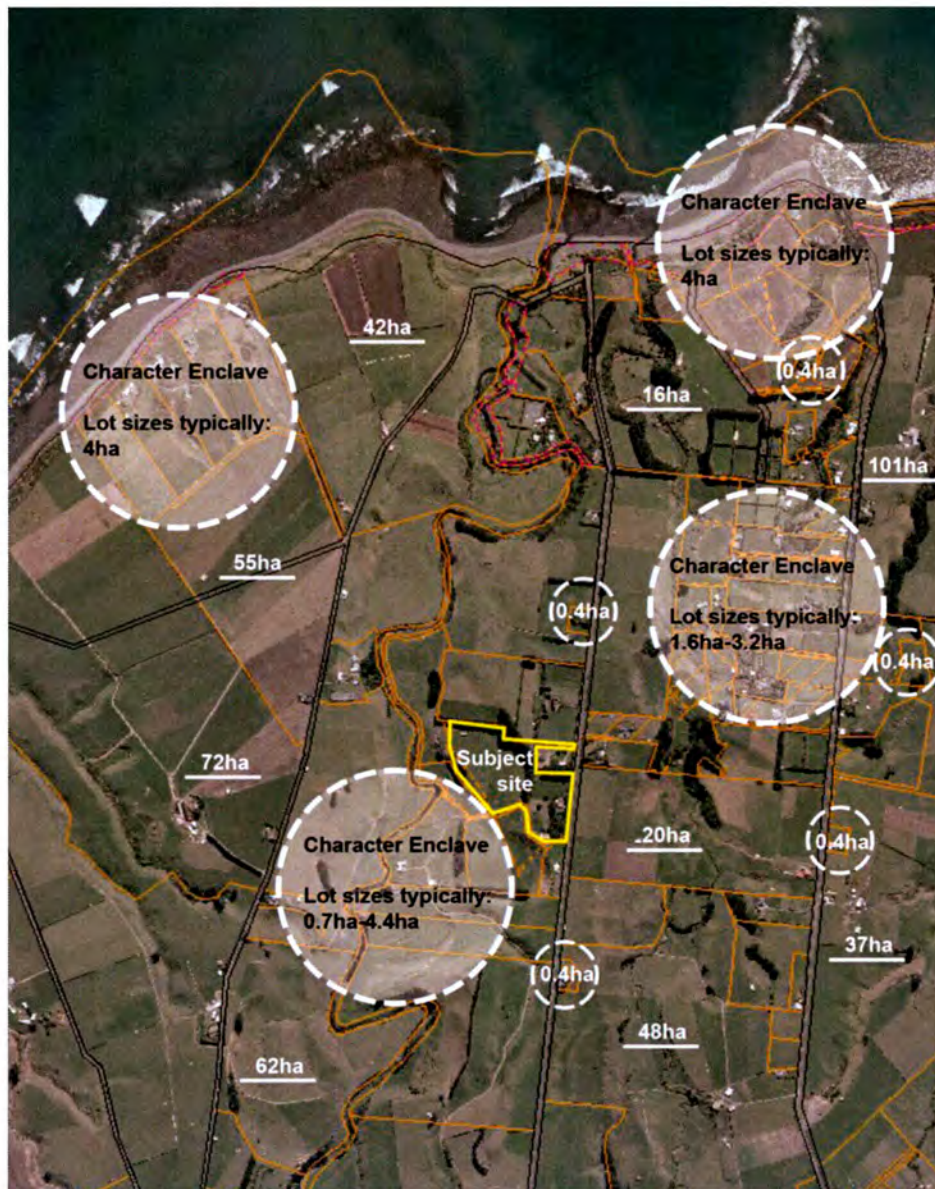 Character Enclave
Lot sizes typically:
4ha
42ha
Character Enclave
Lot sizes typically:
4ha
0.4ha
16ha
101ha
55ha
Character Enclave
Lot sizes typically:
1.6ha-3.2ha
0.4ha
0.4ha
72ha
Subject
site
20ha
0.4ha
Character Enclave
Lot sizes typically:
0.7ha-4.4ha
37ha
0.4ha
48ha
62ha